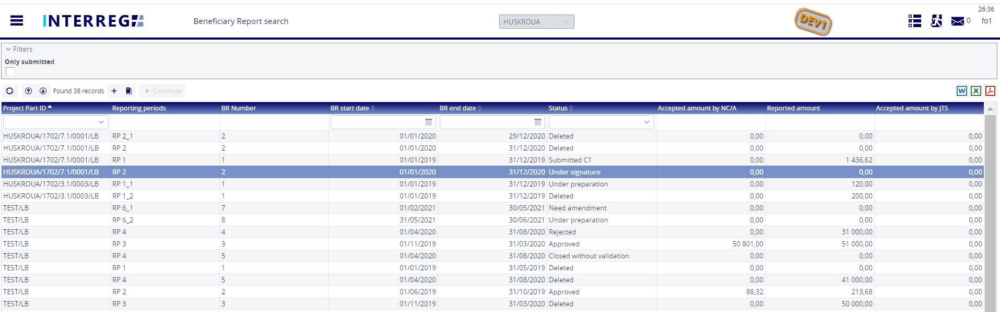 26:36
INTERREG
Beneficiary Report search
HUSKROUA
DEV1
0
fo1
Filters
Only submitted
Found 38 records
Continue
W X
Project Part ID Reporting periods BR Number BR start date BR end date Status Accepted amount by NC/A Reported amount Accepted amount by JTS
HUSKROUA/1702/7.1/0001/LB RP 2_1 2 01/01/2020 29/12/2020 Deleted 0,00 0,00 0,00
HUSKROUA/1702/7.1/0001/LB RP 2 2 01/01/2020 31/12/2020 Deleted 0,00 0,00 0,00
HUSKROUA/1702/7.1/0001/LB RP 1 1 01/01/2019 31/12/2019 Submitted C1 0,00 1 436,62 0,00
HUSKROUA/1702/7.1/0001/LB RP 2 2 01/01/2020 31/12/2020 Under signature 0,00 0,00 0,00
HUSKROUA/1702/3.1/0003/LB RP 1_1 1 01/01/2019 31/12/2019 Under preparation 0,00 120,00 0,00
HUSKROUA/1702/3.1/0003/LB RP 1_2 1 01/01/2019 31/12/2019 Deleted 0,00 200,00 0,00
TEST/LB RP 6_1 7 01/02/2021 30/05/2021 Need amendment 0,00 0,00 0,00
TEST/LB RP 6_2 8 31/05/2021 30/06/2021 Under preparation 0,00 0,00 0,00
TEST/LB RP 4 4 01/04/2020 31/08/2020 Rejected 0,00 31 000,00 0,00
TEST/LB RP 3 3 01/11/2019 31/03/2020 Approved 50 801,00 51 000,00 0,00
TEST/LB RP 4 5 01/04/2020 31/08/2020 Closed without validation 0,00 0,00 0,00
TEST/LB RP 1 1 01/01/2019 31/05/2019 Deleted 0,00 0,00 0,00
TEST/LB RP 4 5 01/04/2020 31/08/2020 Deleted 0,00 41 000,00 0,00
TEST/LB RP 2 2 01/06/2019 31/10/2019 Approved 88,32 213,68 0,00
TEST/LB RP 3 3 01/11/2019 31/03/2020 Deleted 0,00 50 000,00 0,00